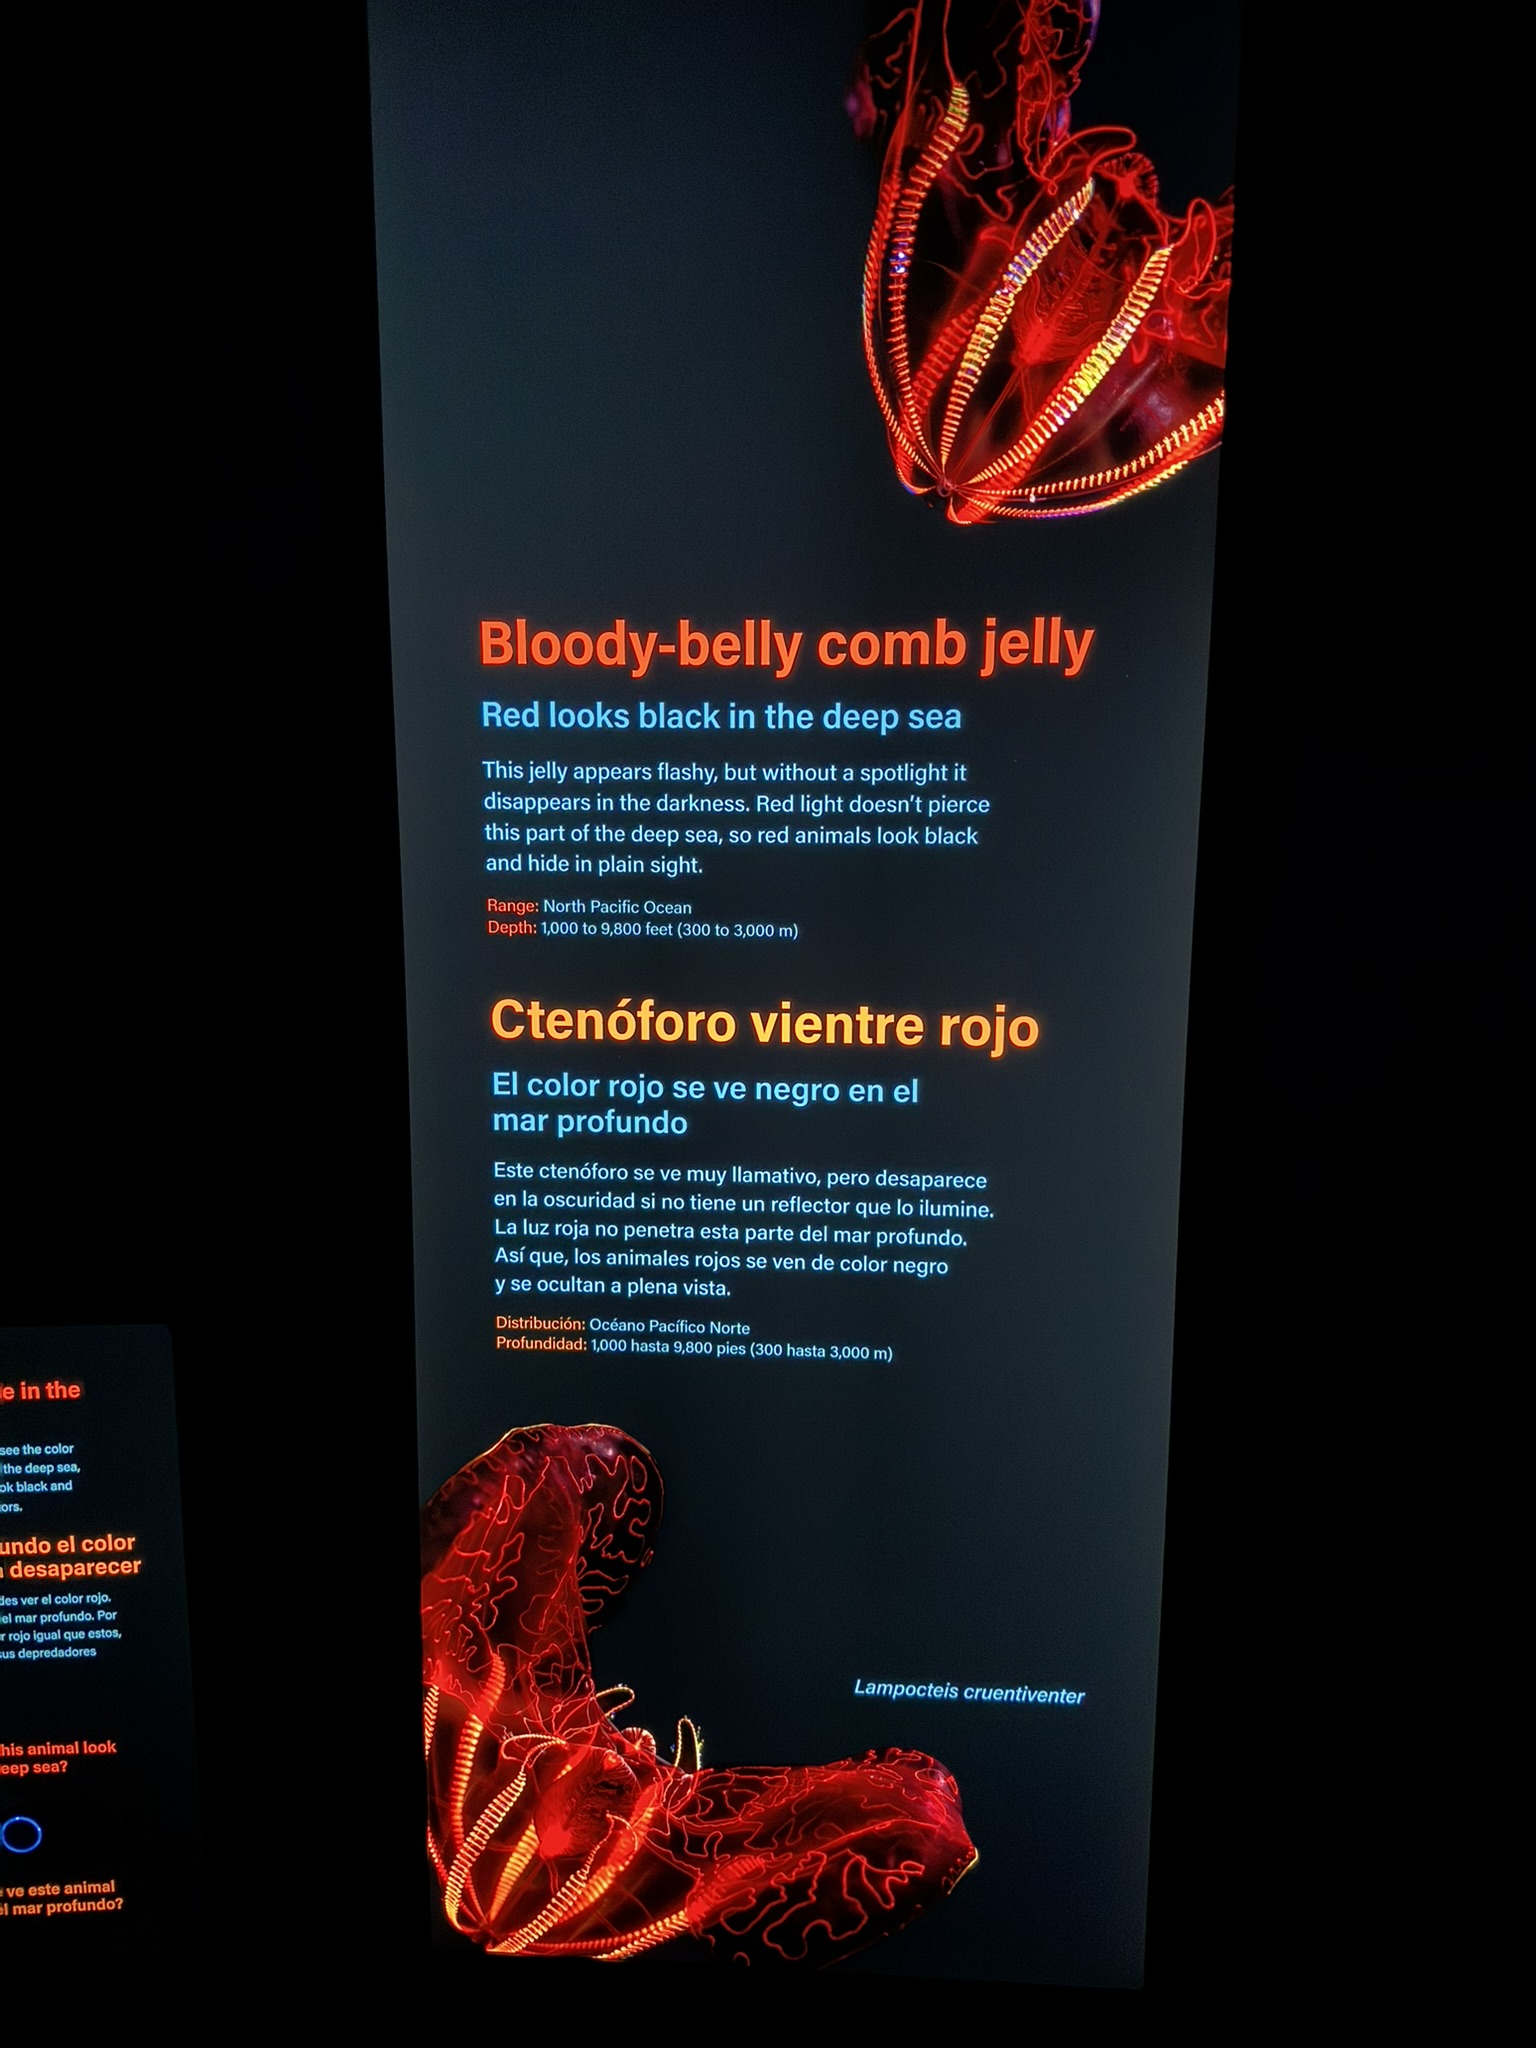 Bloody-belly comb jelly
Red looks black in the deep sea
This jelly appears flashy, but without a spotlight it
disappears in the darkness. Red light doesn't pierce
this part of the deep sea, so red animals look black
and hide in plain sight.
Range: North Pacific Ocean
Depth: 1,000 to 9,800 feet (300 to 3,000 m)
Ctenóforo vientre rojo
El color rojo se ve negro en el
mar profundo
Este ctenóforo se ve muy llamativo, pero desaparece
en la oscuridad si no tiene un reflector que lo ilumine.
La luz roja no penetra esta parte del mar profundo.
Así que, los animales rojos se ven de color negro
y se ocultan a plena vista.
Distribución: Océano Pacífico Norte
Profundidad: 1,000 hasta 9,800 pies (300 hasta 3,000 m)
Lampocteis cruentiventer
in the
see the color
the deep sea,
black and
el color
desaparecer
ver el color rojo.
el mar profundo. Por
rojo igual que estos,
depredadores
animal look
sea?
ve este animal
mar profundo?